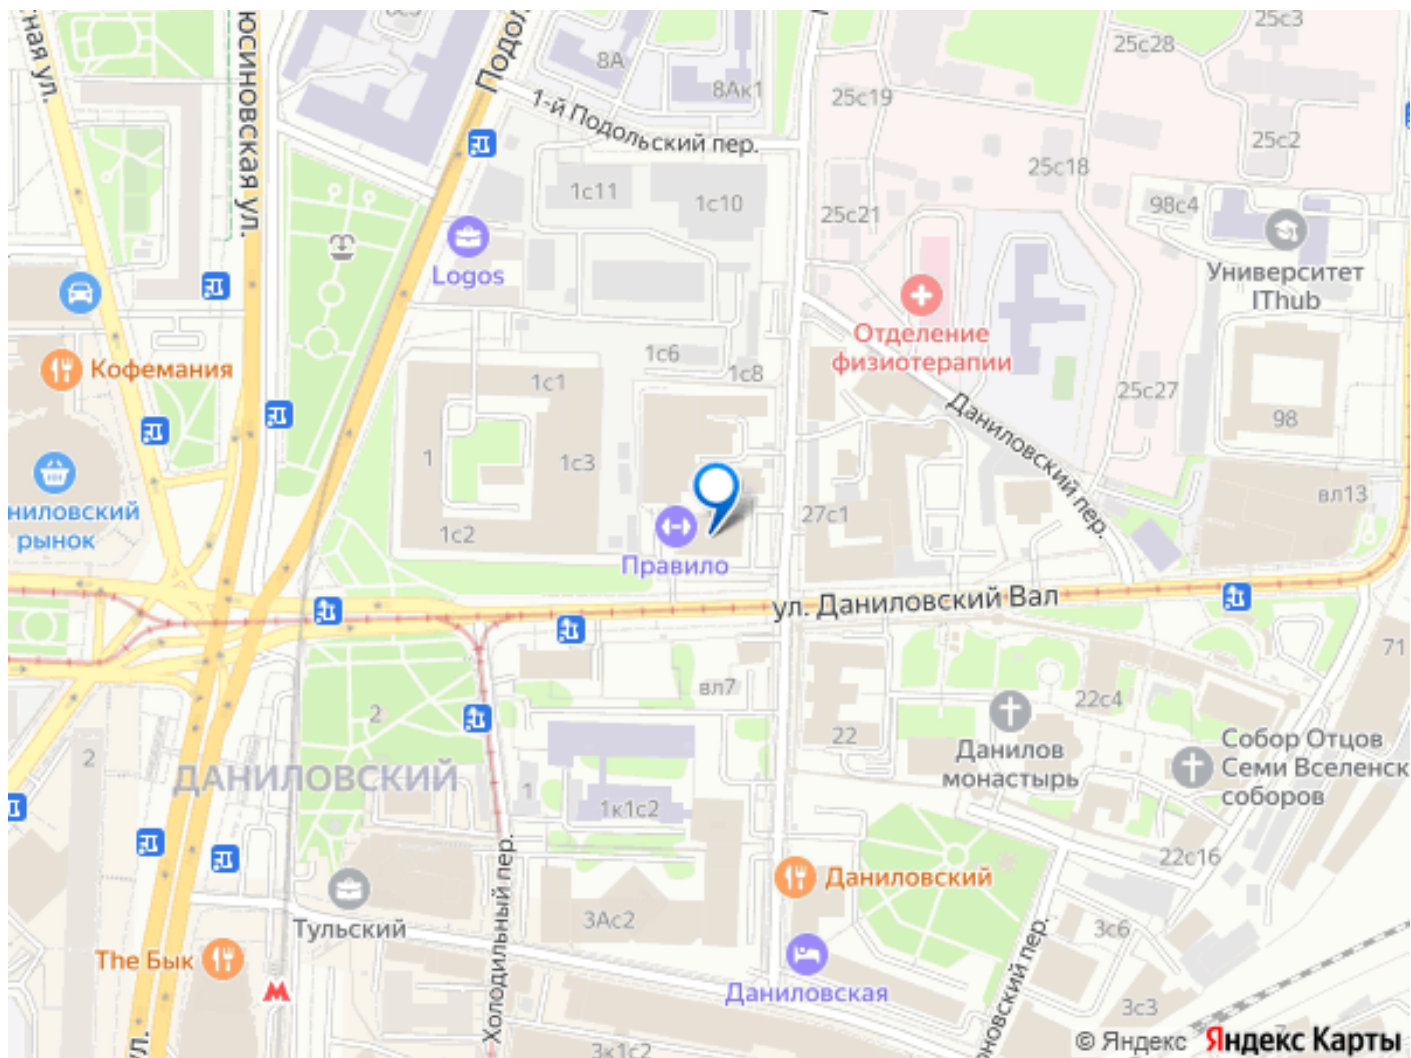 25с3
25с28
8А
8Ак1
25с19
1-й Подольский пер.
25с2
25с18
1с11
1с10
25с21
98с4
Logos
Университет
IThub
Отделение
физиотерапии
Кофемания
1с6
1с8
1с1
25с27
98
Даниловский пер.
1
1с3
вл13
27с1
ниловский
рынок
1с2
Правило
ул. Даниловский Вал
71
вл7
22с4
2
22
Данилов
монастырь
Собор Отцов
Семи Вселенск
соборов
2
ДАНИЛОВСКИЙ
1
1к1с2
22с16
Холодильный пер.
Даниловский
3Ас2
3с6
Тульский
The Бык
Даниловская
3с3
оновский пер.
3к1с2
© Яндекс Яндекс Карты
ная ул.
юсиновская ул.
Подол
ул.